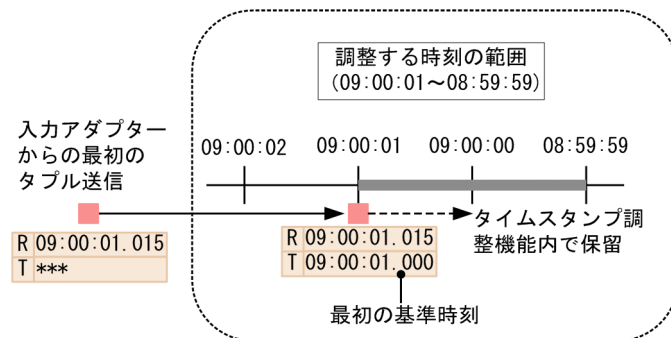 調整する時刻の範囲
(09:00:01～08:59:59)
入力アダプター
からの最初の
タプル送信
09:00:02
09:00:01
09:00:00
08:59:59
R 09:00:01.015
T ***
R 09:00:01.015
T 09:00:01.000
タイムスタンプ調
整機能内で保留
最初の基準時刻